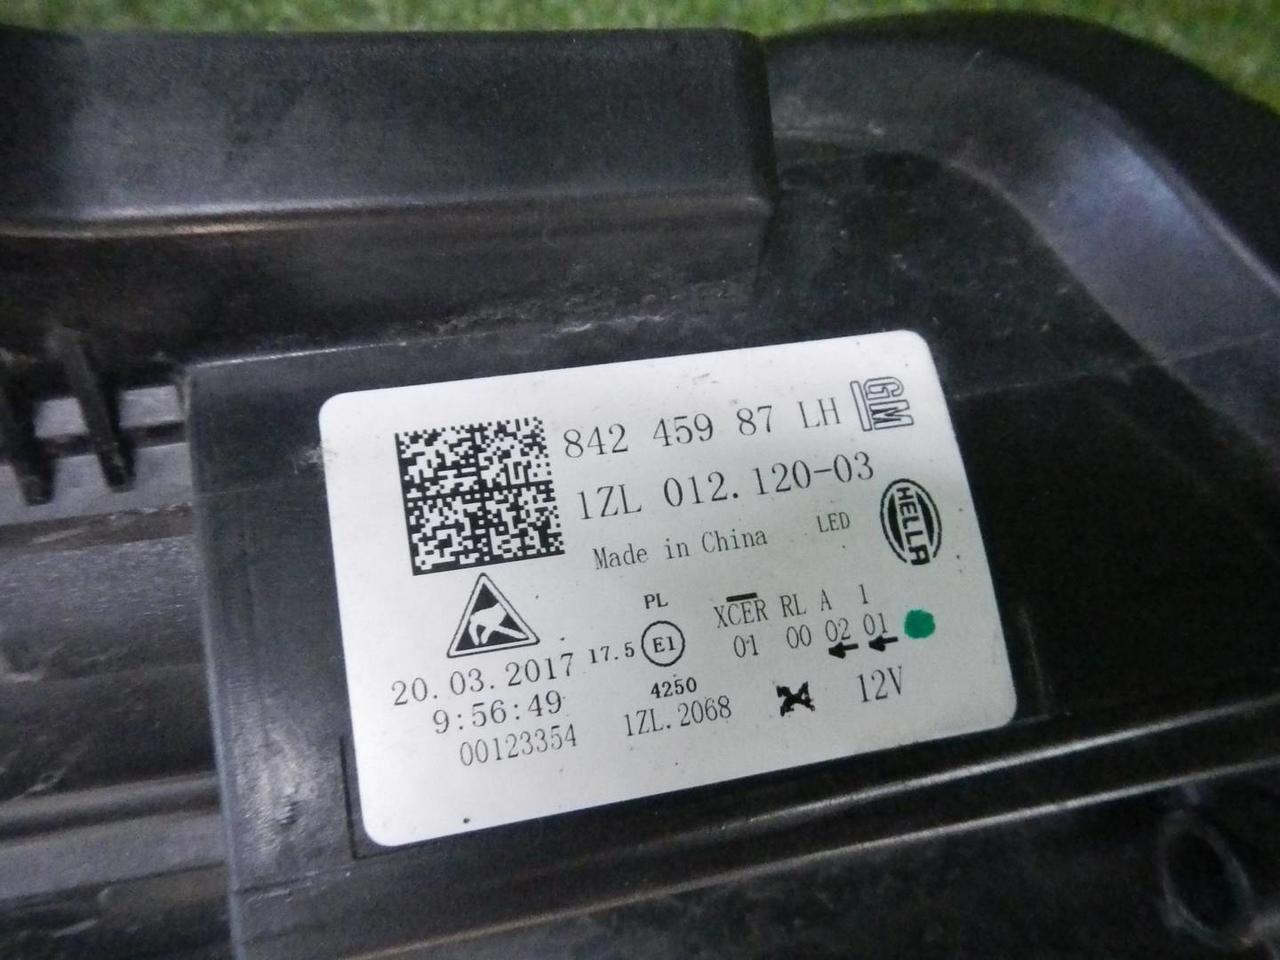 842 459 87 LH GM
1ZL 012.120-03
Made in China LED HELLA
PL XCER RL A 1
17.5 E1 01 00 02 01
20.03.2017 4250 12V
9:56:49 1ZL.2068
00123354